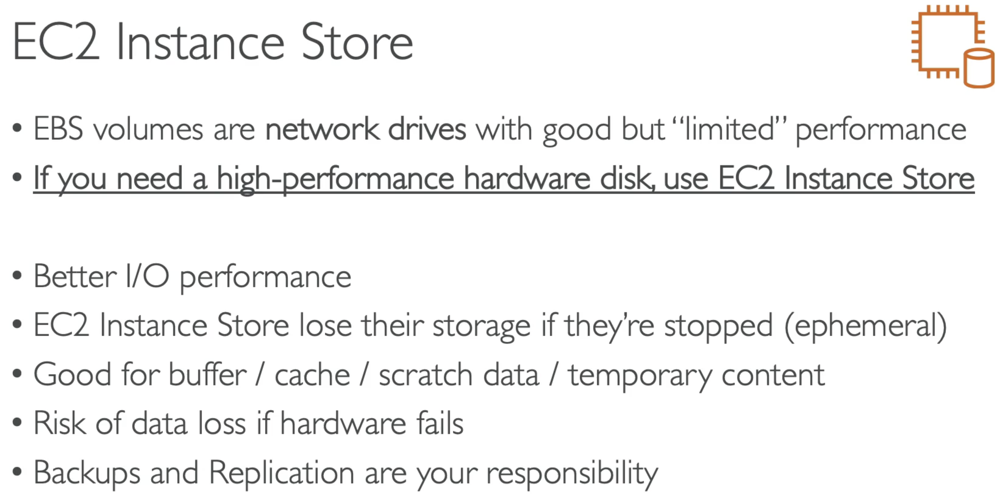 EC2 Instance Store
• EBS volumes are network drives with good but “limited” performance
• If you need a high-performance hardware disk, use EC2 Instance Store
• Better I/O performance
• EC2 Instance Store lose their storage if they’re stopped (ephemeral)
• Good for buffer / cache / scratch data / temporary content
• Risk of data loss if hardware fails
• Backups and Replication are your responsibility